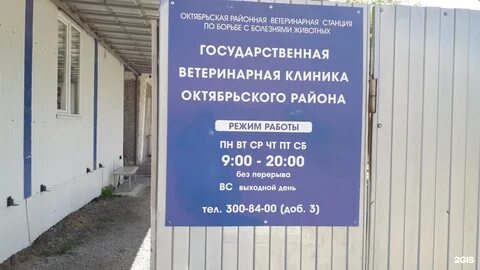 ОКТЯБРЬСКАЯ РАЙОННАЯ ВЕТЕРИНАРНАЯ СТАНЦИЯ
ПО БОРЬБЕ С БОЛЕЗНЯМИ ЖИВОТНЫХ
ГОСУДАРСТВЕННАЯ
ВЕТЕРИНАРНАЯ КЛИНИКА
ОКТЯБРЬСКОГО РАЙОНА
РЕЖИМ РАБОТЫ
ПН ВТ СР ЧТ ПТ СБ
9:00 - 20:00
без перерыва
ВС выходной день
тел. 300-84-00 (доб. 3)
2GIS